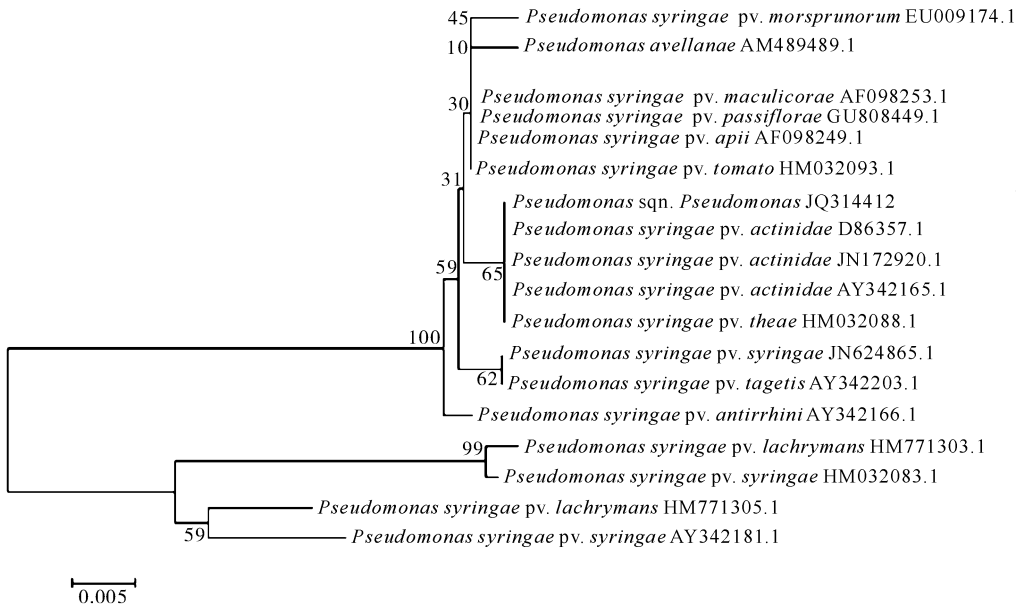 45
Pseudomonas syringae pv. morsprunorum EU009174.1
10
Pseudomonas avellanae AM489489.1
30
Pseudomonas syringae pv. maculicorae AF098253.1
Pseudomonas syringae pv. passiflorae GU808449.1
Pseudomonas syringae pv. apii AF098249.1
Pseudomonas syringae pv. tomato HM032093.1
31
Pseudomonas sqn. Pseudomonas JQ314412
Pseudomonas syringae pv. actinidae D86357.1
Pseudomonas syringae pv. actinidae JN172920.1
59
65
Pseudomonas syringae pv. actinidae AY342165.1
Pseudomonas syringae pv. theae HM032088.1
100
Pseudomonas syringae pv. syringae JN624865.1
62
Pseudomonas syringae pv. tagetis AY342203.1
Pseudomonas syringae pv. antirrhini AY342166.1
99
Pseudomonas syringae pv. lachrymans HM771303.1
Pseudomonas syringae pv. syringae HM032083.1
Pseudomonas syringae pv. lachrymans HM771305.1
59
Pseudomonas syringae pv. syringae AY342181.1
0.005